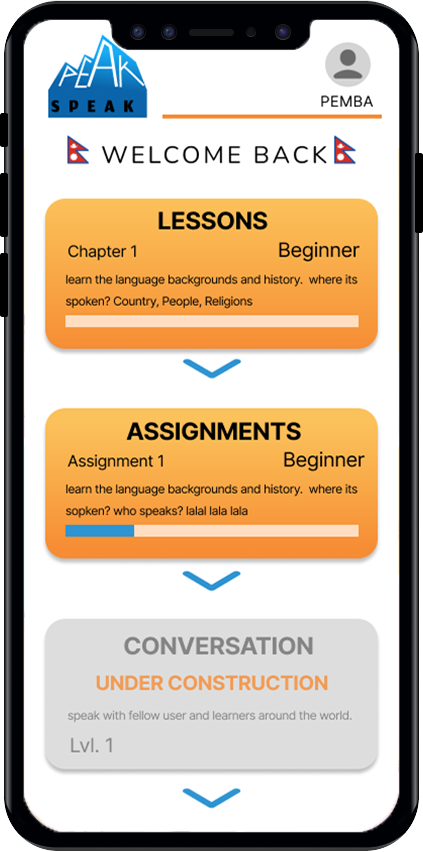 PEAK
SPEAK
PEMBA
WELCOME BACK
LESSONS
Chapter 1 Beginner
learn the language backgrounds and history. where its
spoken? Country, People, Religions
ASSIGNMENTS
Assignment 1 Beginner
learn the language backgrounds and history. where its
sopken? who speaks? lalal lala lala
CONVERSATION
UNDER CONSTRUCTION
speak with fellow user and learners around the world.
Lvl. 1